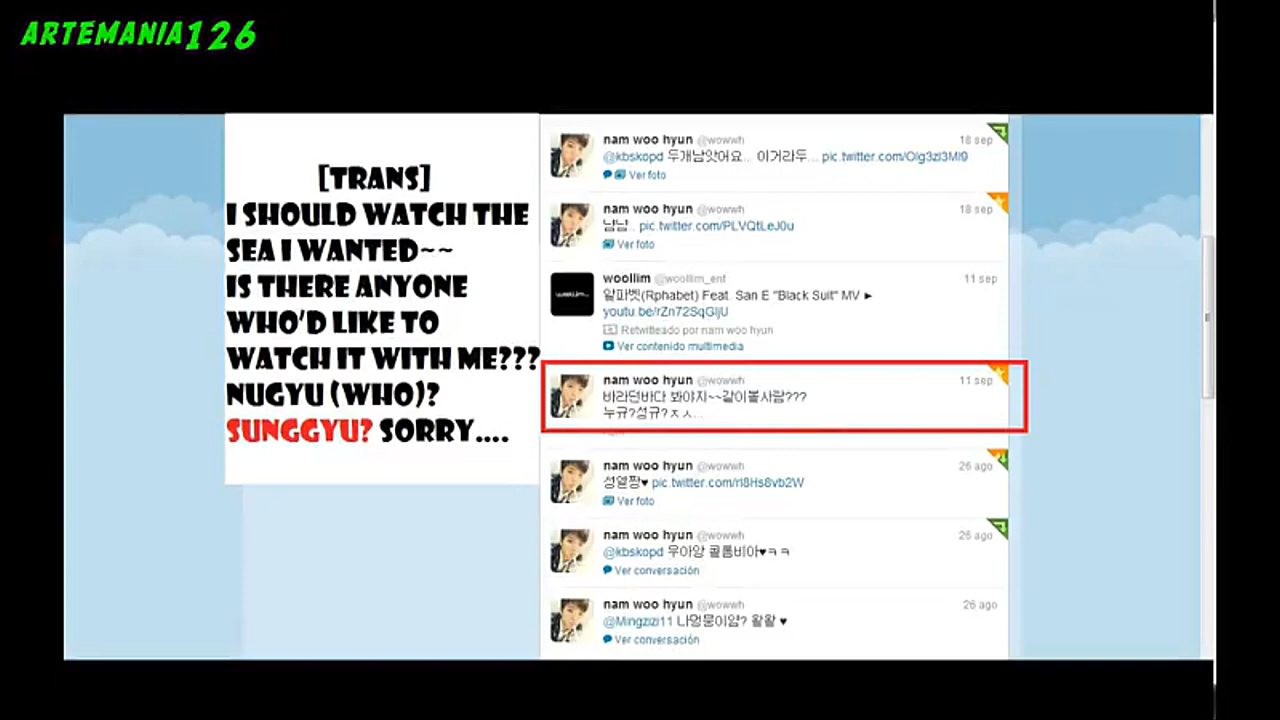 ARTEMANIA126
[TRANS]
I SHOULD WATCH THE
SEA I WANTED~~
IS THERE ANYONE
WHO'D LIKE TO
WATCH IT WITH ME???
NUGYU (WHO)?
SUNGGYU? SORRY....
nam woo hyun @wowwh 18 sep
@kbskopd 두개남앗어요... 이거라두... pic.twitter.com/Olg3zl3Ml9
Ver foto
nam woo hyun @wowwh 18 sep
pic.twitter.com/PLVQtLeJ0u
Ver foto
woollim @woollim_ent 11 sep
알파벳(Rphabet) Feat. San E "Black Suit" MV ►
youtu.be/rZn72SqGljU
Retwitteado por nam woo hyun
Ver contenido multimedia
nam woo hyun @wowwh 11 sep
바라던바다 봐야지~~같이볼사람???
누규?성규?ㅈㅅ...
nam woo hyun @wowwh 26 ago
성열짱♥ pic.twitter.com/rl8Hs8vb2W
Ver foto
nam woo hyun @wowwh 26 ago
@kbskopd 우아앙 콜롬비아♥ㅋㅋ
Ver conversación
nam woo hyun @wowwh 26 ago
@Mingzizi11 나멍뭉이얌? 왈왈 ♥
Ver conversación